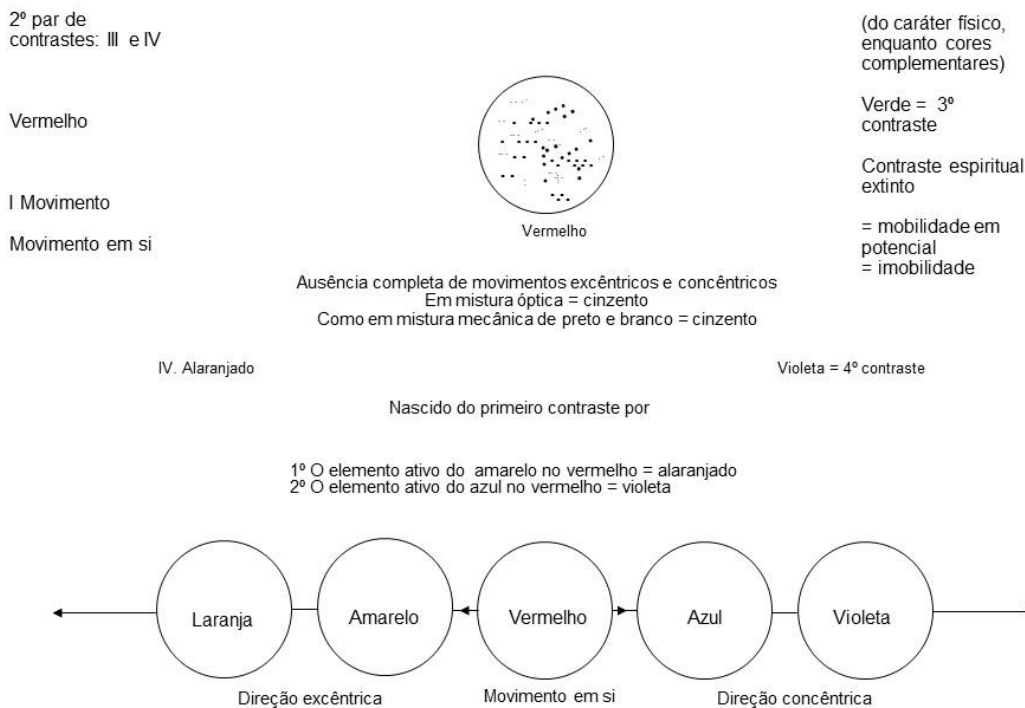 2º par de
contrastes: III e IV
Vermelho
I Movimento
Movimento em si
Vermelho
(do caráter físico,
enquanto cores
complementares)
Verde = 3º
contraste
Contraste espiritual
extinto
= mobilidade em
potencial
= imobilidade
Ausência completa de movimentos excêntricos e concêntricos
Em mistura óptica = cinzento
Como em mistura mecânica de preto e branco = cinzento
IV. Alaranjado
Violeta = 4º contraste
Nascido do primeiro contraste por
1º O elemento ativo do amarelo no vermelho = alaranjado
2º O elemento ativo do azul no vermelho = violeta
Laranja
Amarelo
Vermelho
Azul
Violeta
Direção excêntrica
Movimento em si
Direção concêntrica